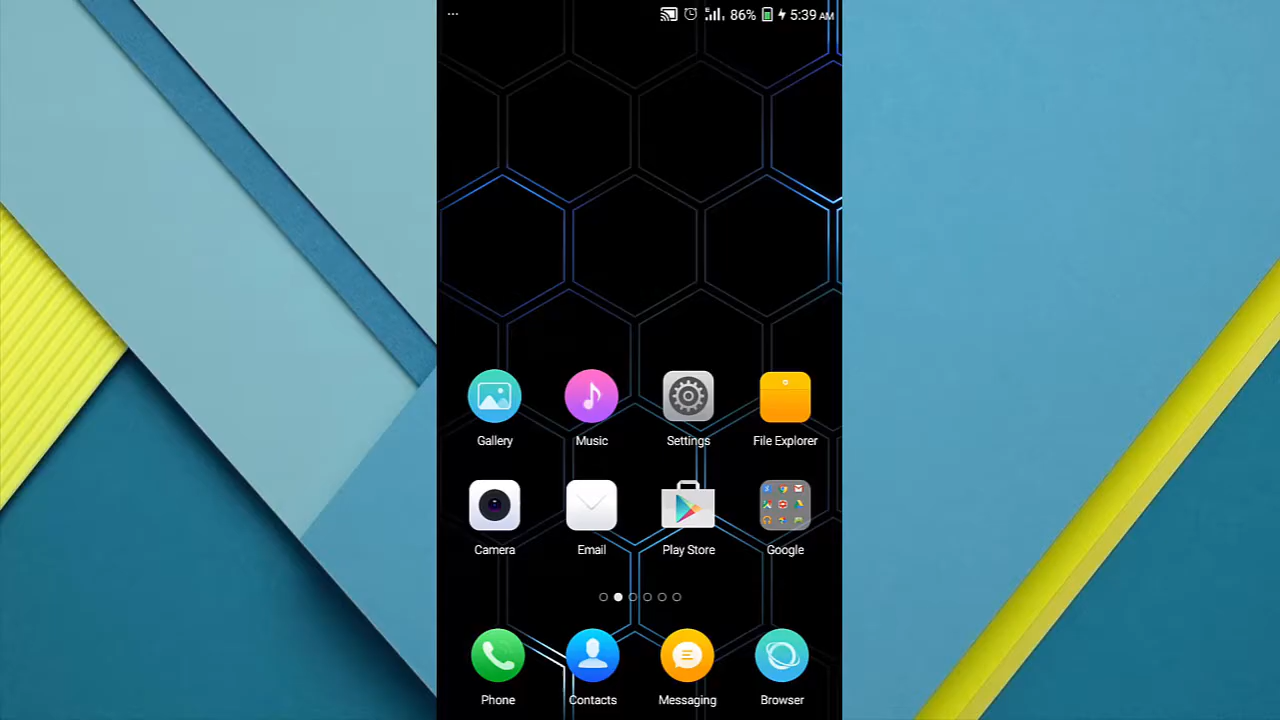 ... 86% 5:39 AM
Gallery Music Settings File Explorer
Camera Email Play Store Google
Phone Contacts Messaging Browser